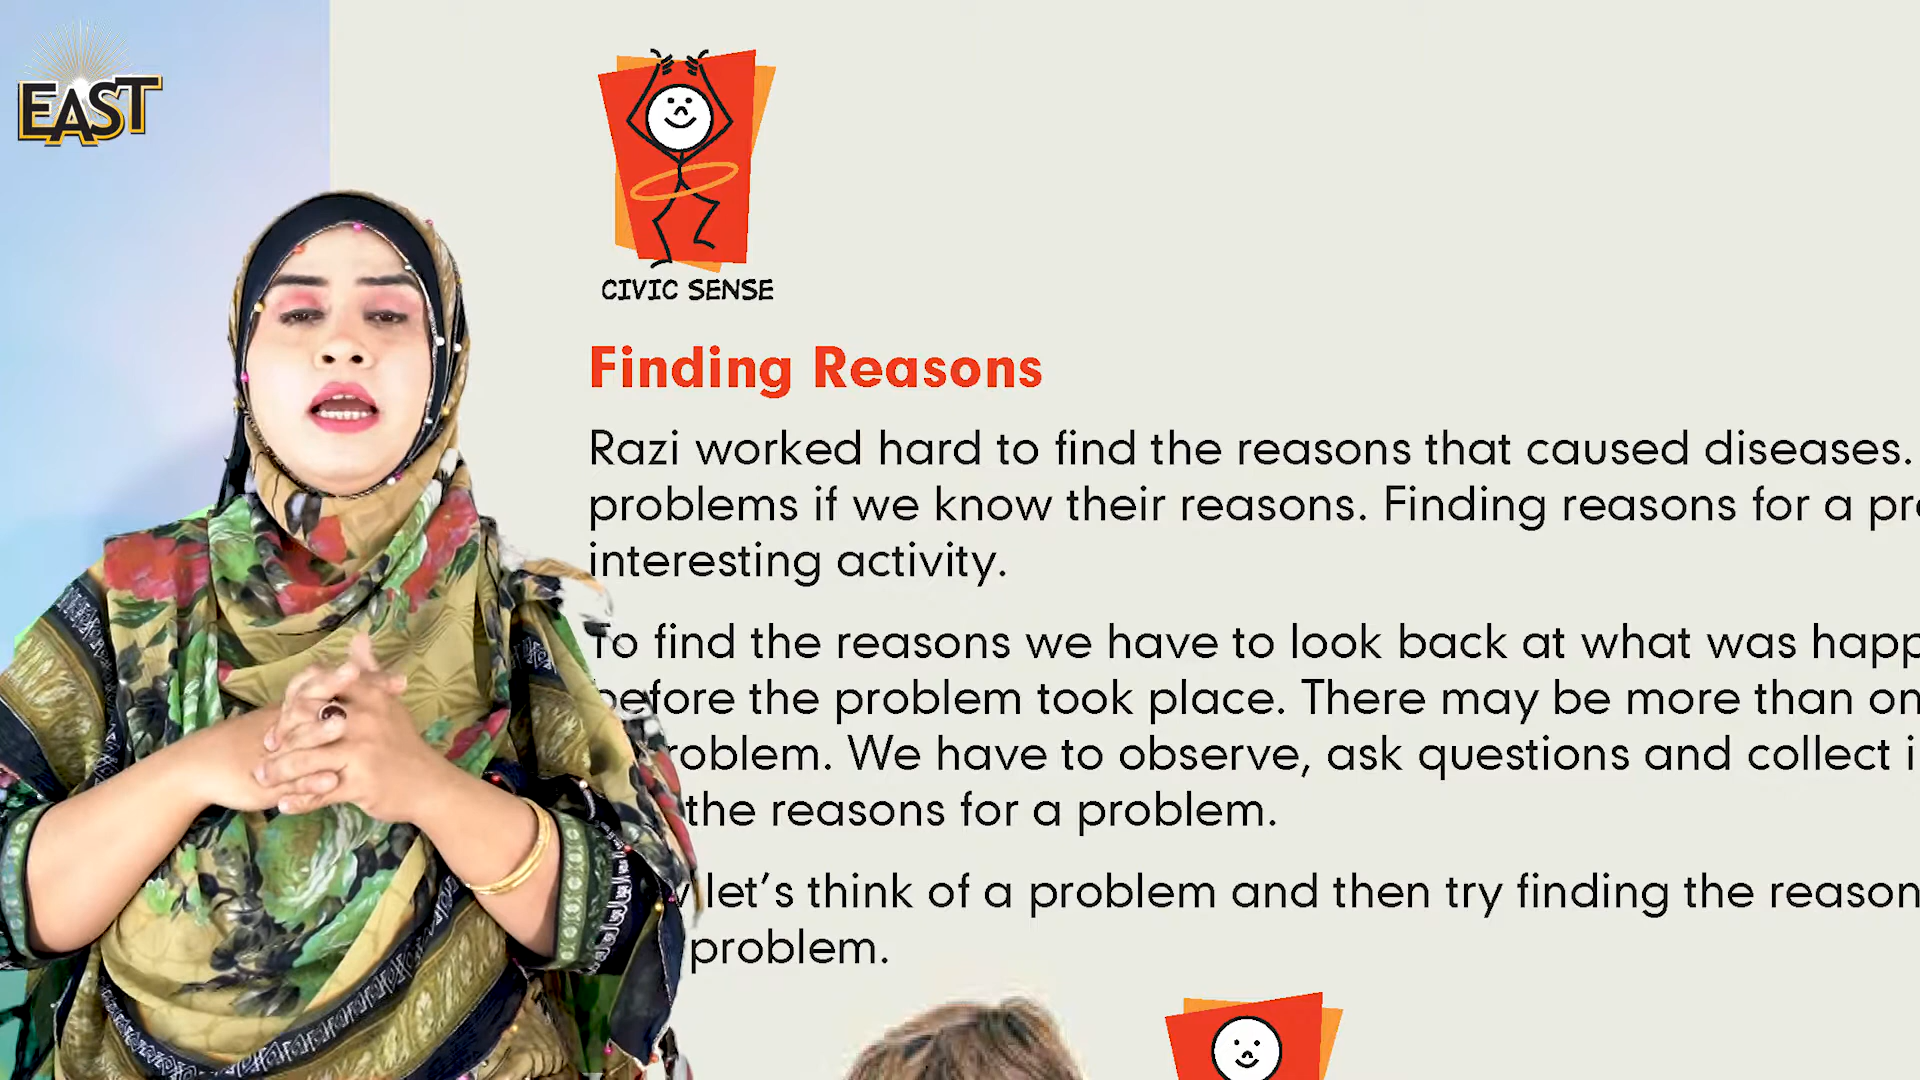 EAST
CIVIC SENSE
Finding Reasons
Razi worked hard to find the reasons that caused diseases.
problems if we know their reasons. Finding reasons for a
interesting activity.
To find the reasons we have to look back at what was
before the problem took place. There may be more than
problem. We have to observe, ask questions and collect
the reasons for a problem.
let's think of a problem and then try finding the
problem.